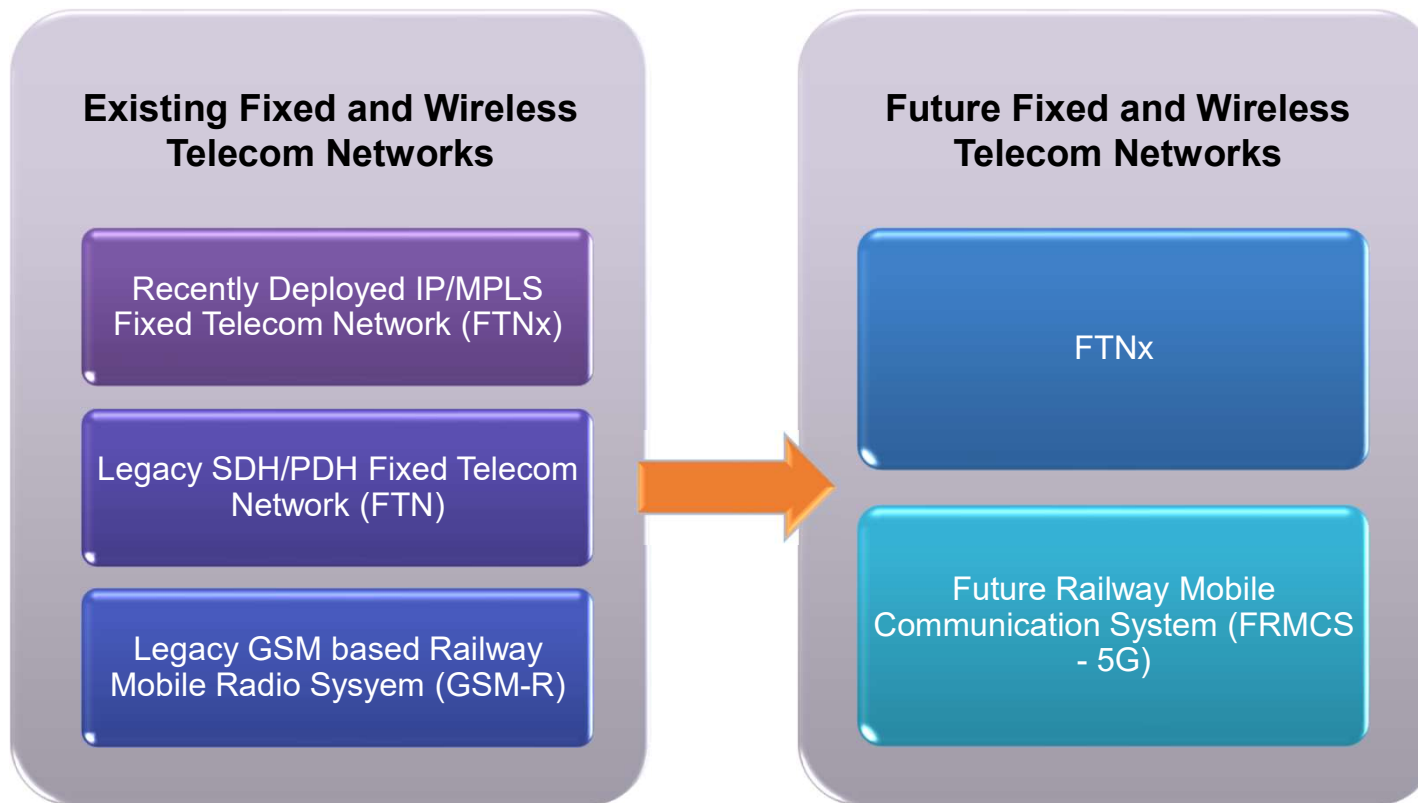 Existing Fixed and Wireless
Telecom Networks
Recently Deployed IP/MPLS
Fixed Telecom Network (FTNx)
Legacy SDH/PDH Fixed Telecom
Network (FTN)
Legacy GSM based Railway
Mobile Radio Sysyem (GSM-R)
Future Fixed and Wireless
Telecom Networks
FTNx
Future Railway Mobile
Communication System (FRMCS
- 5G)